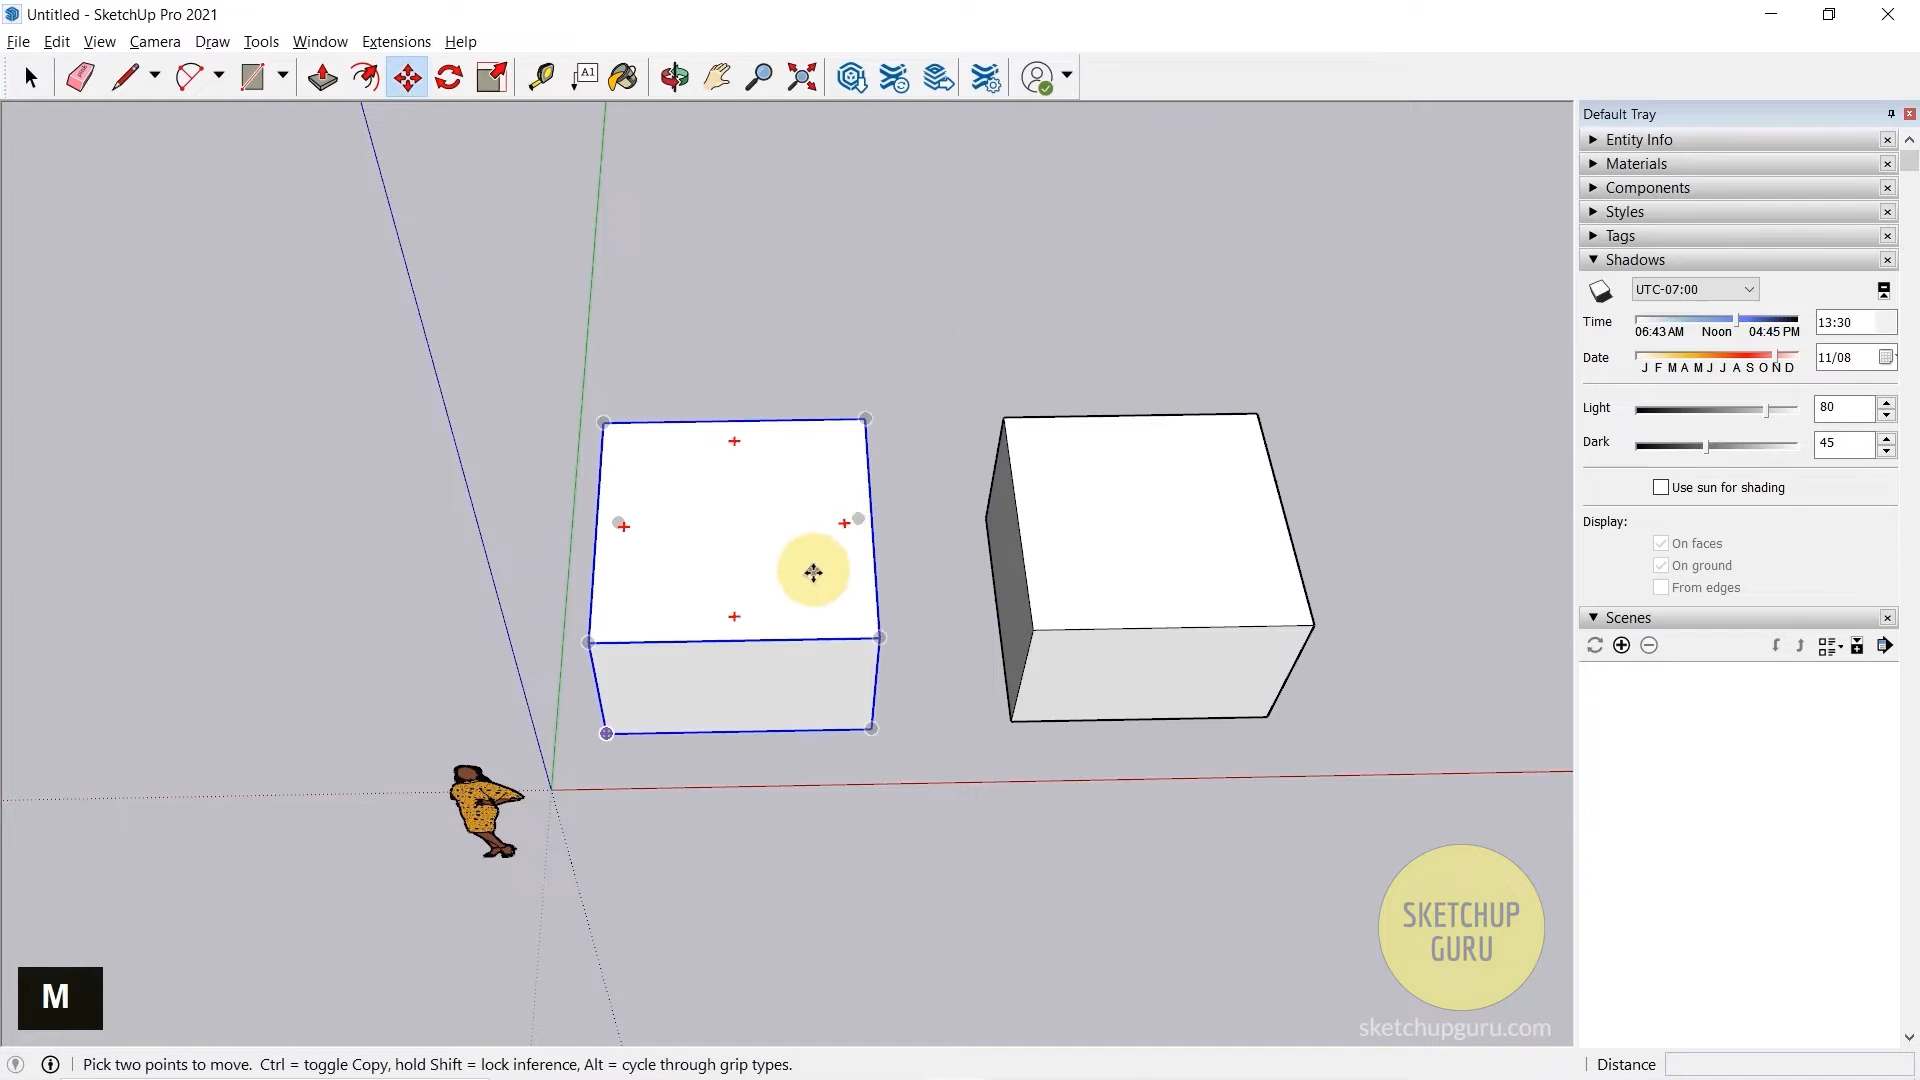 Untitled - SketchUp Pro 2021
File Edit View Camera Draw Tools Window Extensions Help
A1
Default Tray
Entity Info
Materials
Components
Styles
Tags
Shadows
UTC-07:00
Time 06:43 AM Noon 04:45 PM 13:30
Date J F M A M J J A S O N D 11/08
Light 80
Dark 45
Use sun for shading
Display:
On faces
On ground
From edges
Scenes
SKETCHUP
GURU
sketchupguru.com
M
Pick two points to move. Ctrl = toggle Copy, hold Shift = lock inference, Alt = cycle through grip types.
Distance